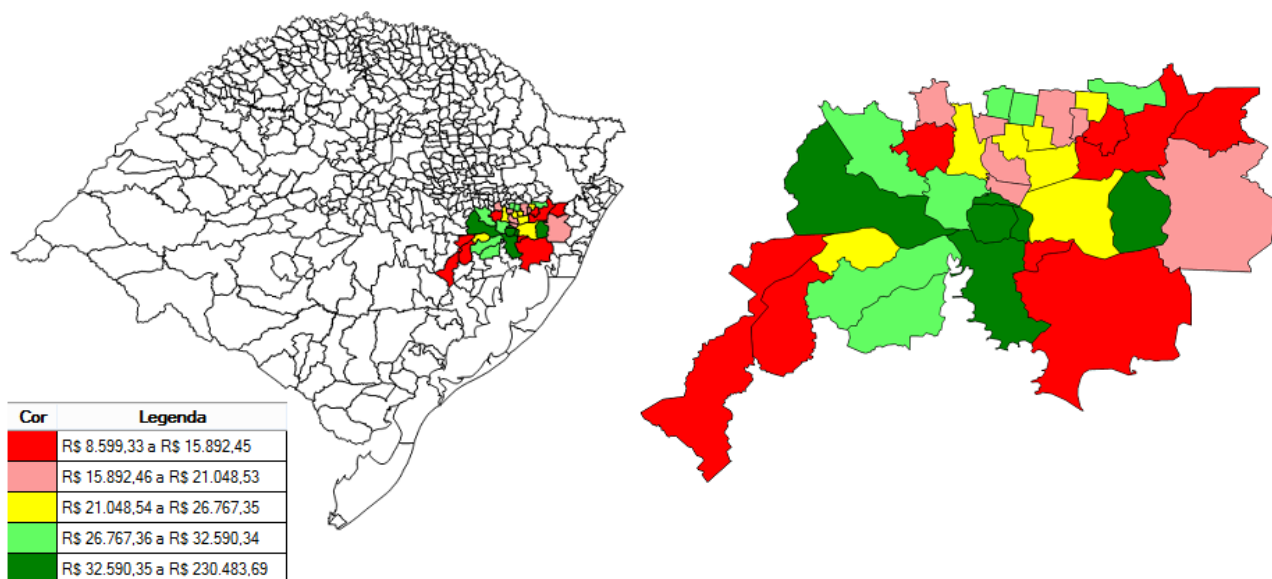 Cor Legenda
R$ 8.599,33 a R$ 15.892,45
R$ 15.892,46 a R$ 21.048,53
R$ 21.048,54 a R$ 26.767,35
R$ 26.767,36 a R$ 32.590,34
R$ 32.590,35 a R$ 230.483,69